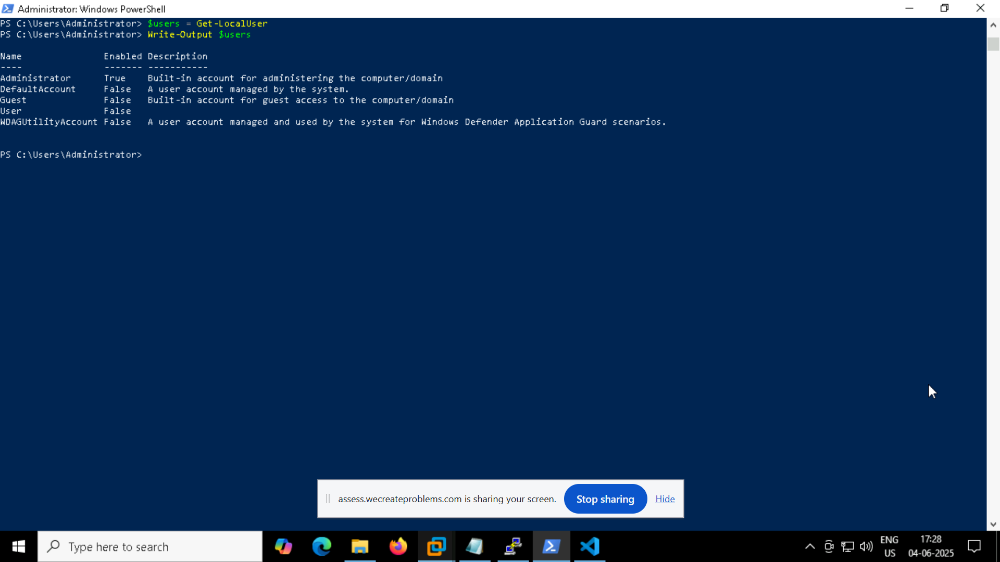 Administrator: Windows PowerShell
PS C:\Users\Administrator> $users = Get-LocalUser
PS C:\Users\Administrator> Write-Output $users
Name Enabled Description
---- ------- -----------
Administrator True Built-in account for administering the computer/domain
DefaultAccount False A user account managed by the system.
Guest False Built-in account for guest access to the computer/domain
User False
WDAGUtilityAccount False A user account managed and used by the system for Windows Defender Application Guard scenarios.
PS C:\Users\Administrator>
assess.wecreateproblems.com is sharing your screen. Stop sharing Hide
Type here to search
ENG
US
17:28
04-06-2025